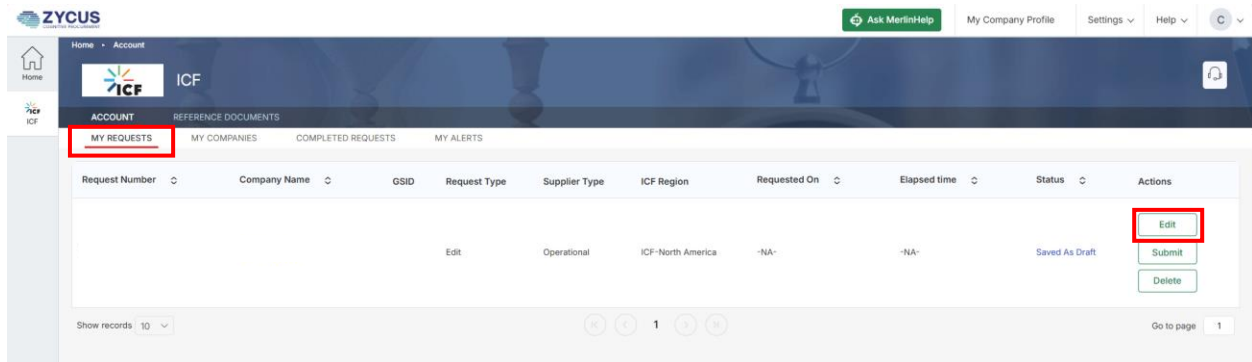 ZYCUS
Ask MerlinHelp
My Company Profile
Settings
Help
C
Home • Account
Home
ICF
ICF
ICF
ICF
ACCOUNT
REFERENCE DOCUMENTS
MY REQUESTS
MY COMPANIES
COMPLETED REQUESTS
MY ALERTS
Request Number
Company Name
GSID
Request Type
Supplier Type
ICF Region
Requested On
Elapsed time
Status
Actions
Edit
Operational
ICF-North America
-NA-
-NA-
Saved As Draft
Edit
Submit
Delete
Show records 10
1
Go to page 1